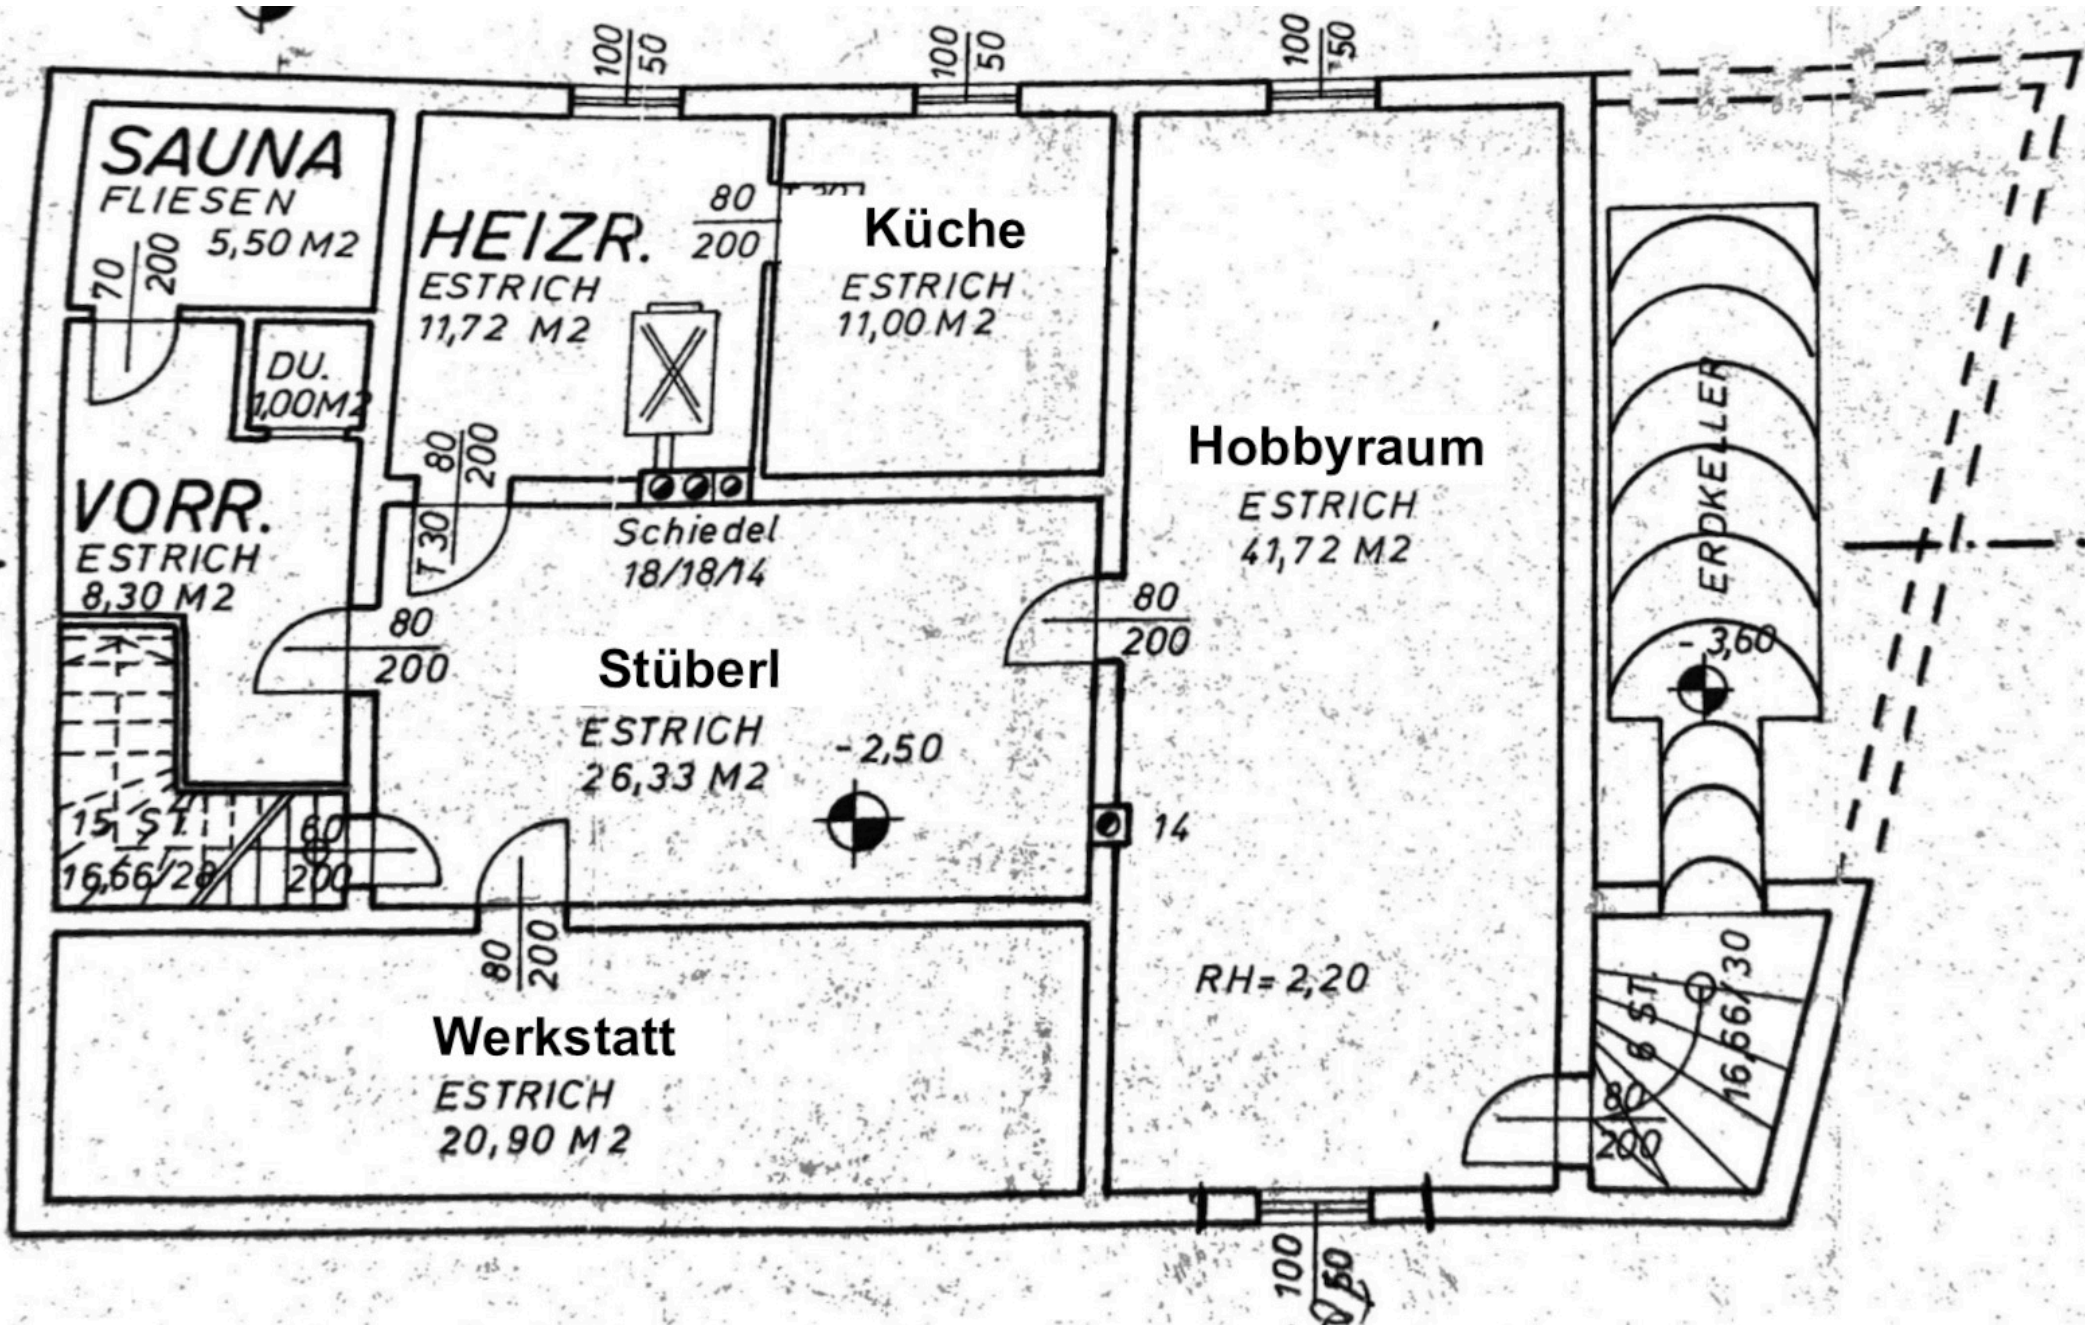 100
50
100
50
100
50
SAUNA
FLIESEN
5,50 M2
70
200
HEIZR.
ESTRICH
11,72 M2
80
200
Küche
ESTRICH
11,00 M2
DU.
1,00 M2
80
200
T 30
VORR.
ESTRICH
8,30 M2
Schiedel
18/18/14
80
200
Stüberl
ESTRICH
26,33 M2
-2,50
80
200
Hobbyraum
ESTRICH
41,72 M2
ERDKELLER
-3,60
15 ST.
16,66/28
60
200
80
200
14
RH=2,20
Werkstatt
ESTRICH
20,90 M2
ST.
16,66/30
80
200
100
50